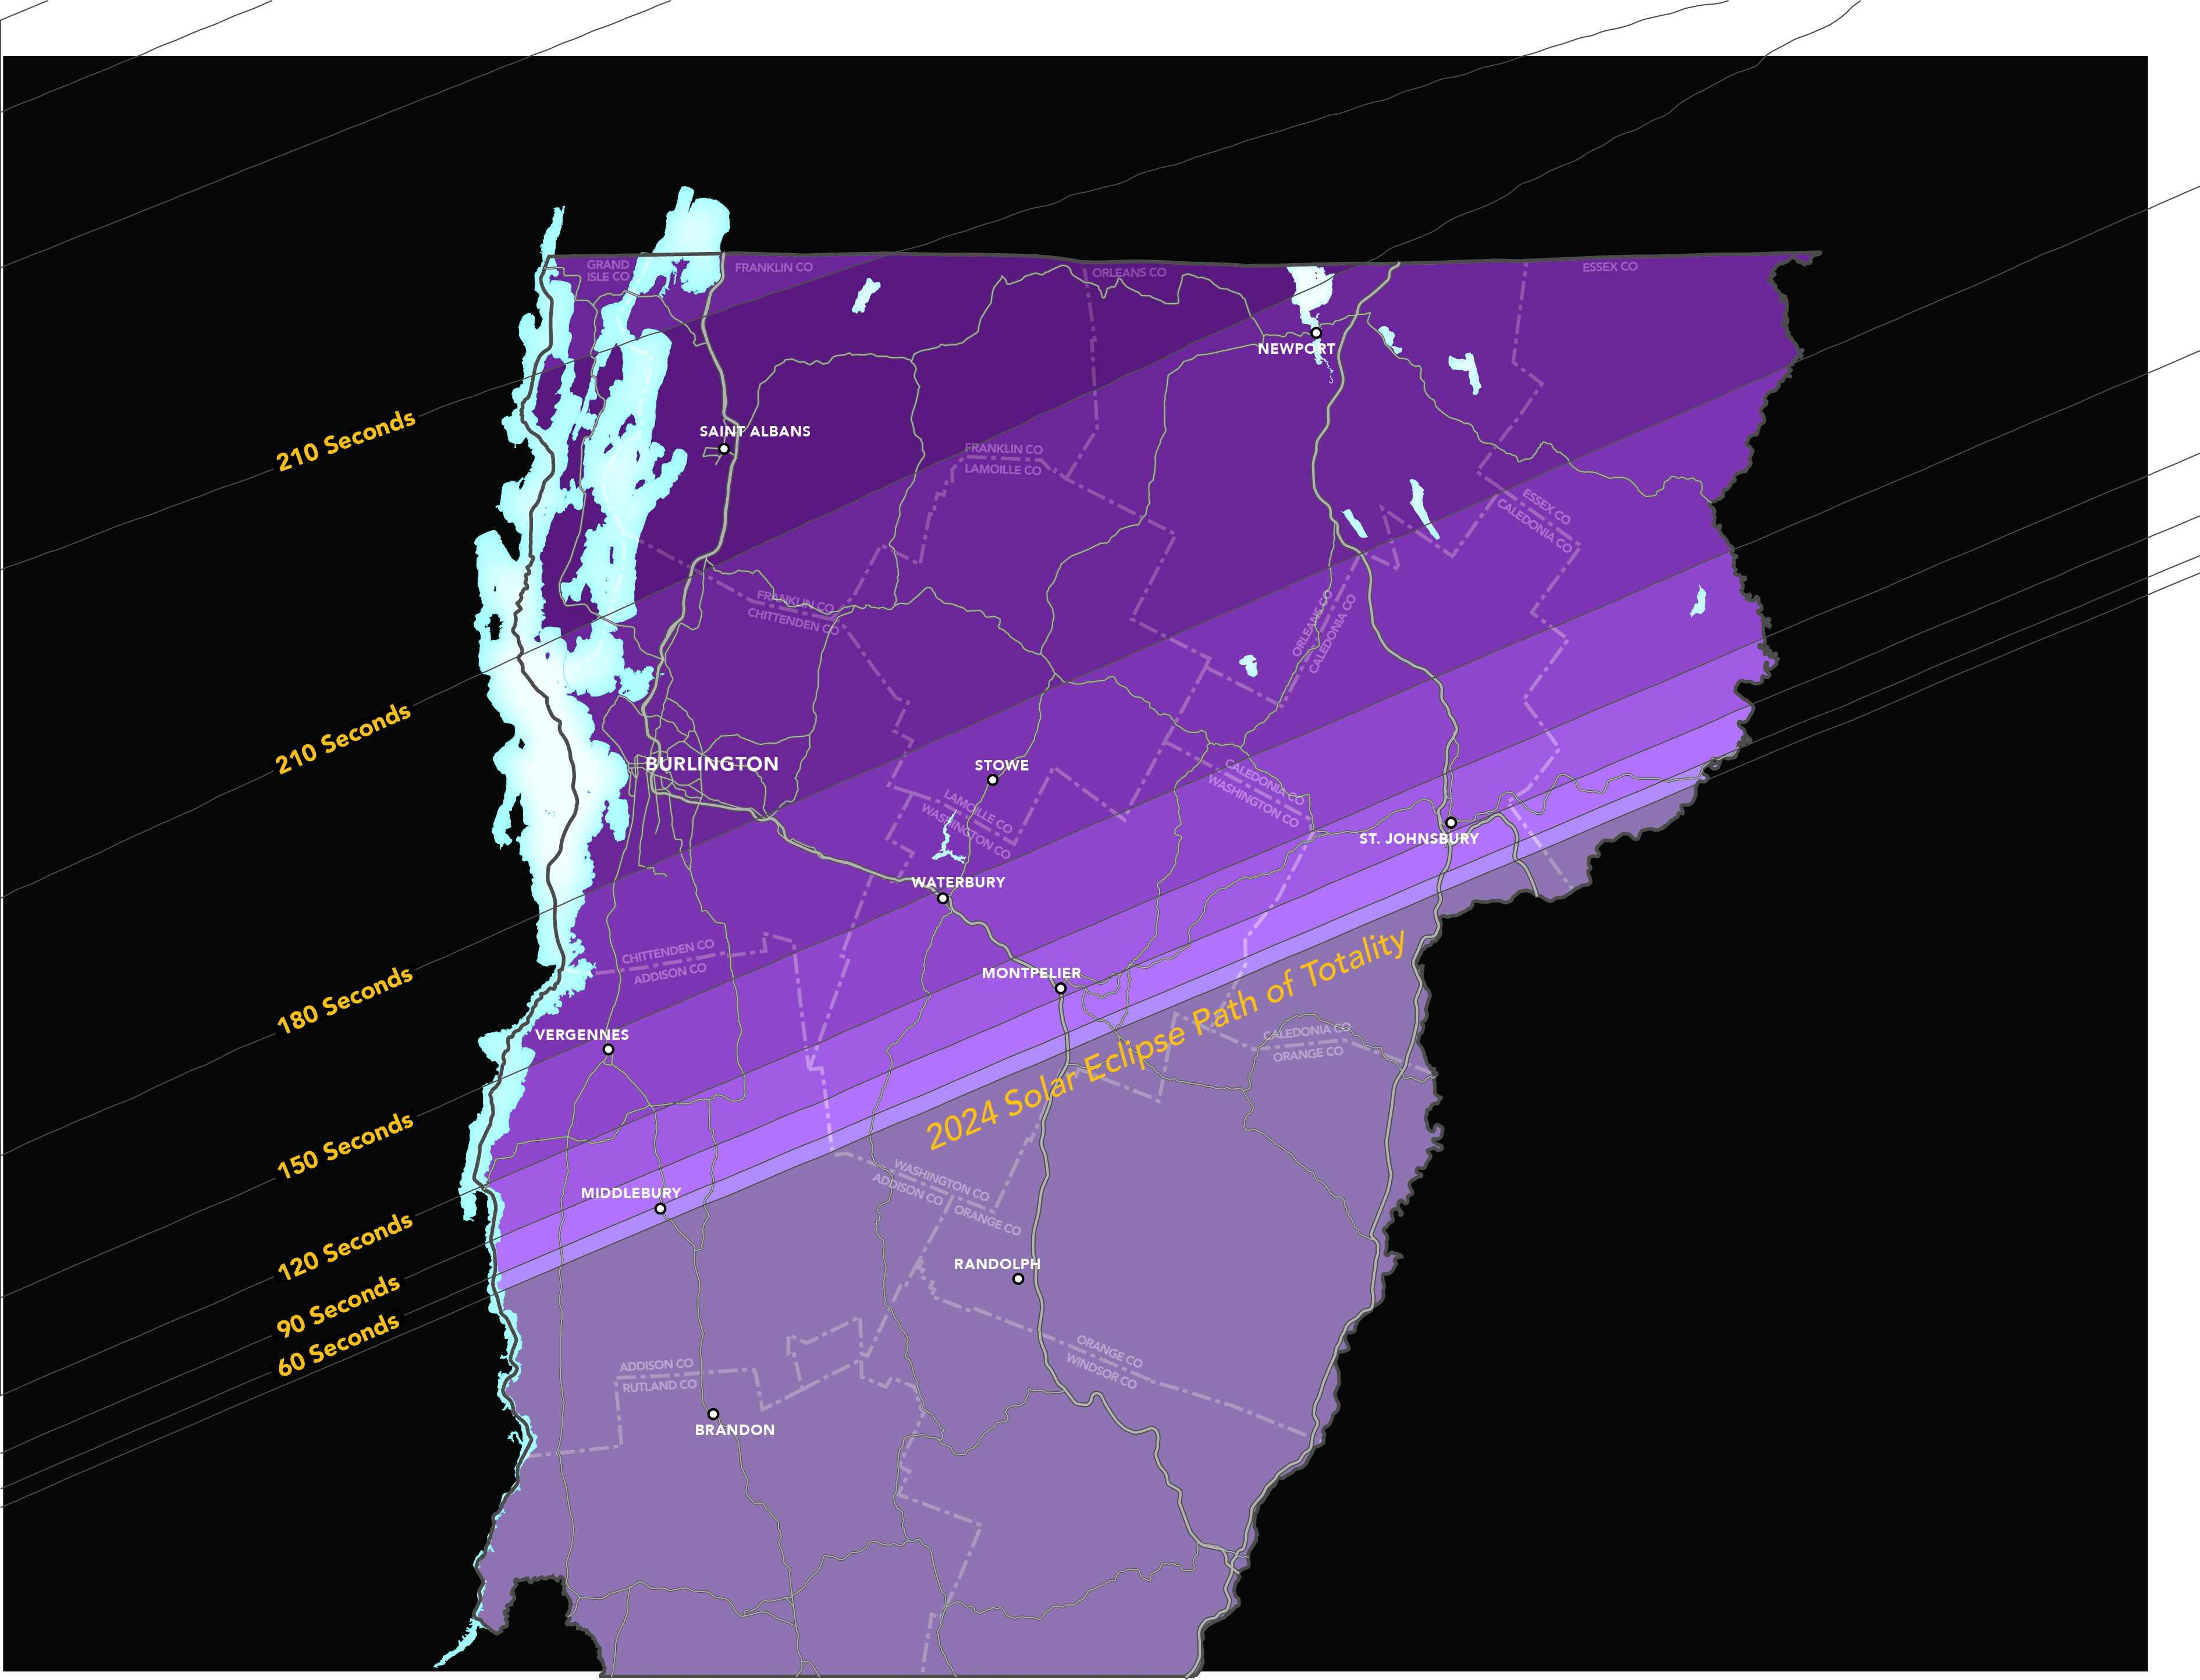 GRAND
ISLE CO
FRANKLIN CO
ORLEANS CO
ESSEX CO
NEWPORT
210 Seconds
SAINT ALBANS
FRANKLIN CO
LAMOILLE CO
ESSEX CO
CALEDONIA CO
FRANKLIN CO
CHITTENDEN CO
ORLEANS CO
CALEDONIA CO
210 Seconds
BURLINGTON
STOWE
CALEDONIA CO
WASHINGTON CO
LAMOILLE CO
WASHINGTON CO
ST. JOHNSBURY
WATERBURY
CHITTENDEN CO
ADDISON CO
MONTPELIER
180 Seconds
2024 Solar Eclipse Path of Totality
VERGENNES
CALEDONIA CO
ORANGE CO
150 Seconds
MIDDLEBURY
WASHINGTON CO
ADDISON CO
ORANGE CO
120 Seconds
RANDOLPH
90 Seconds
60 Seconds
ORANGE CO
WINDSOR CO
ADDISON CO
RUTLAND CO
BRANDON